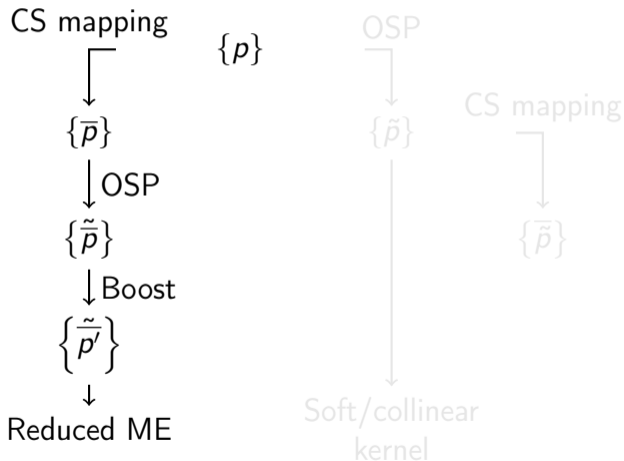 CS mapping
{p}
{p̅}
OSP
{p̅̃}
Boost
{p̅̃′}
Reduced ME
OSP
{p̃}
CS mapping
{p̃̅}
Soft/collinear
kernel